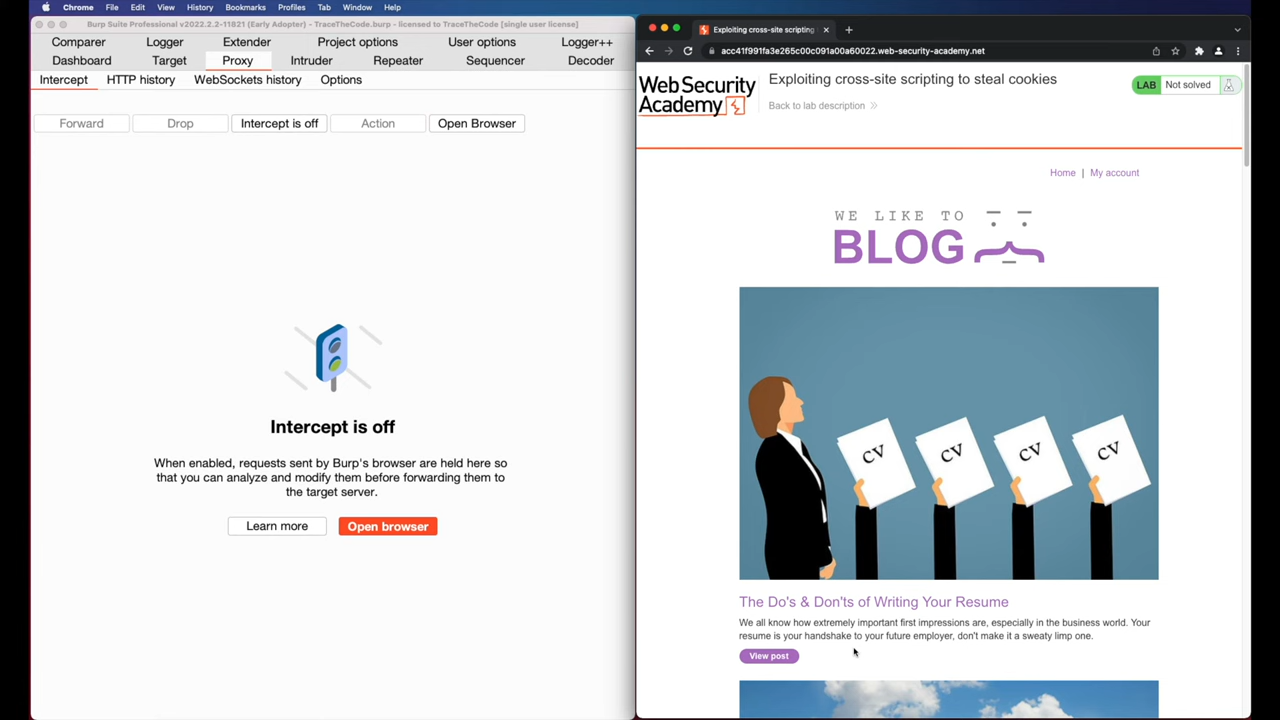 Chrome File Edit View History Bookmarks Profiles Tab Window Help
Burp Suite Professional v2022.2.2-11821 (Early Adopter) - TraceTheCode.burp - licensed to TraceTheCode [single user license]
Comparer Logger Extender Project options User options Logger++
Dashboard Target Proxy Intruder Repeater Sequencer Decoder
Intercept HTTP history WebSockets history Options
Forward Drop Intercept is off Action Open Browser
Intercept is off
When enabled, requests sent by Burp's browser are held here so
that you can analyze and modify them before forwarding them to
the target server.
Learn more Open browser
Exploiting cross-site scripting
acc41f991fa3e265c00c091a00a60022.web-security-academy.net
WebSecurity
Academy
Exploiting cross-site scripting to steal cookies
Back to lab description
LAB Not solved
Home | My account
WE LIKE TO
BLOG
CV CV CV CV
The Do's & Don'ts of Writing Your Resume
We all know how extremely important first impressions are, especially in the business world. Your
resume is your handshake to your future employer, don't make it a sweaty limp one.
View post